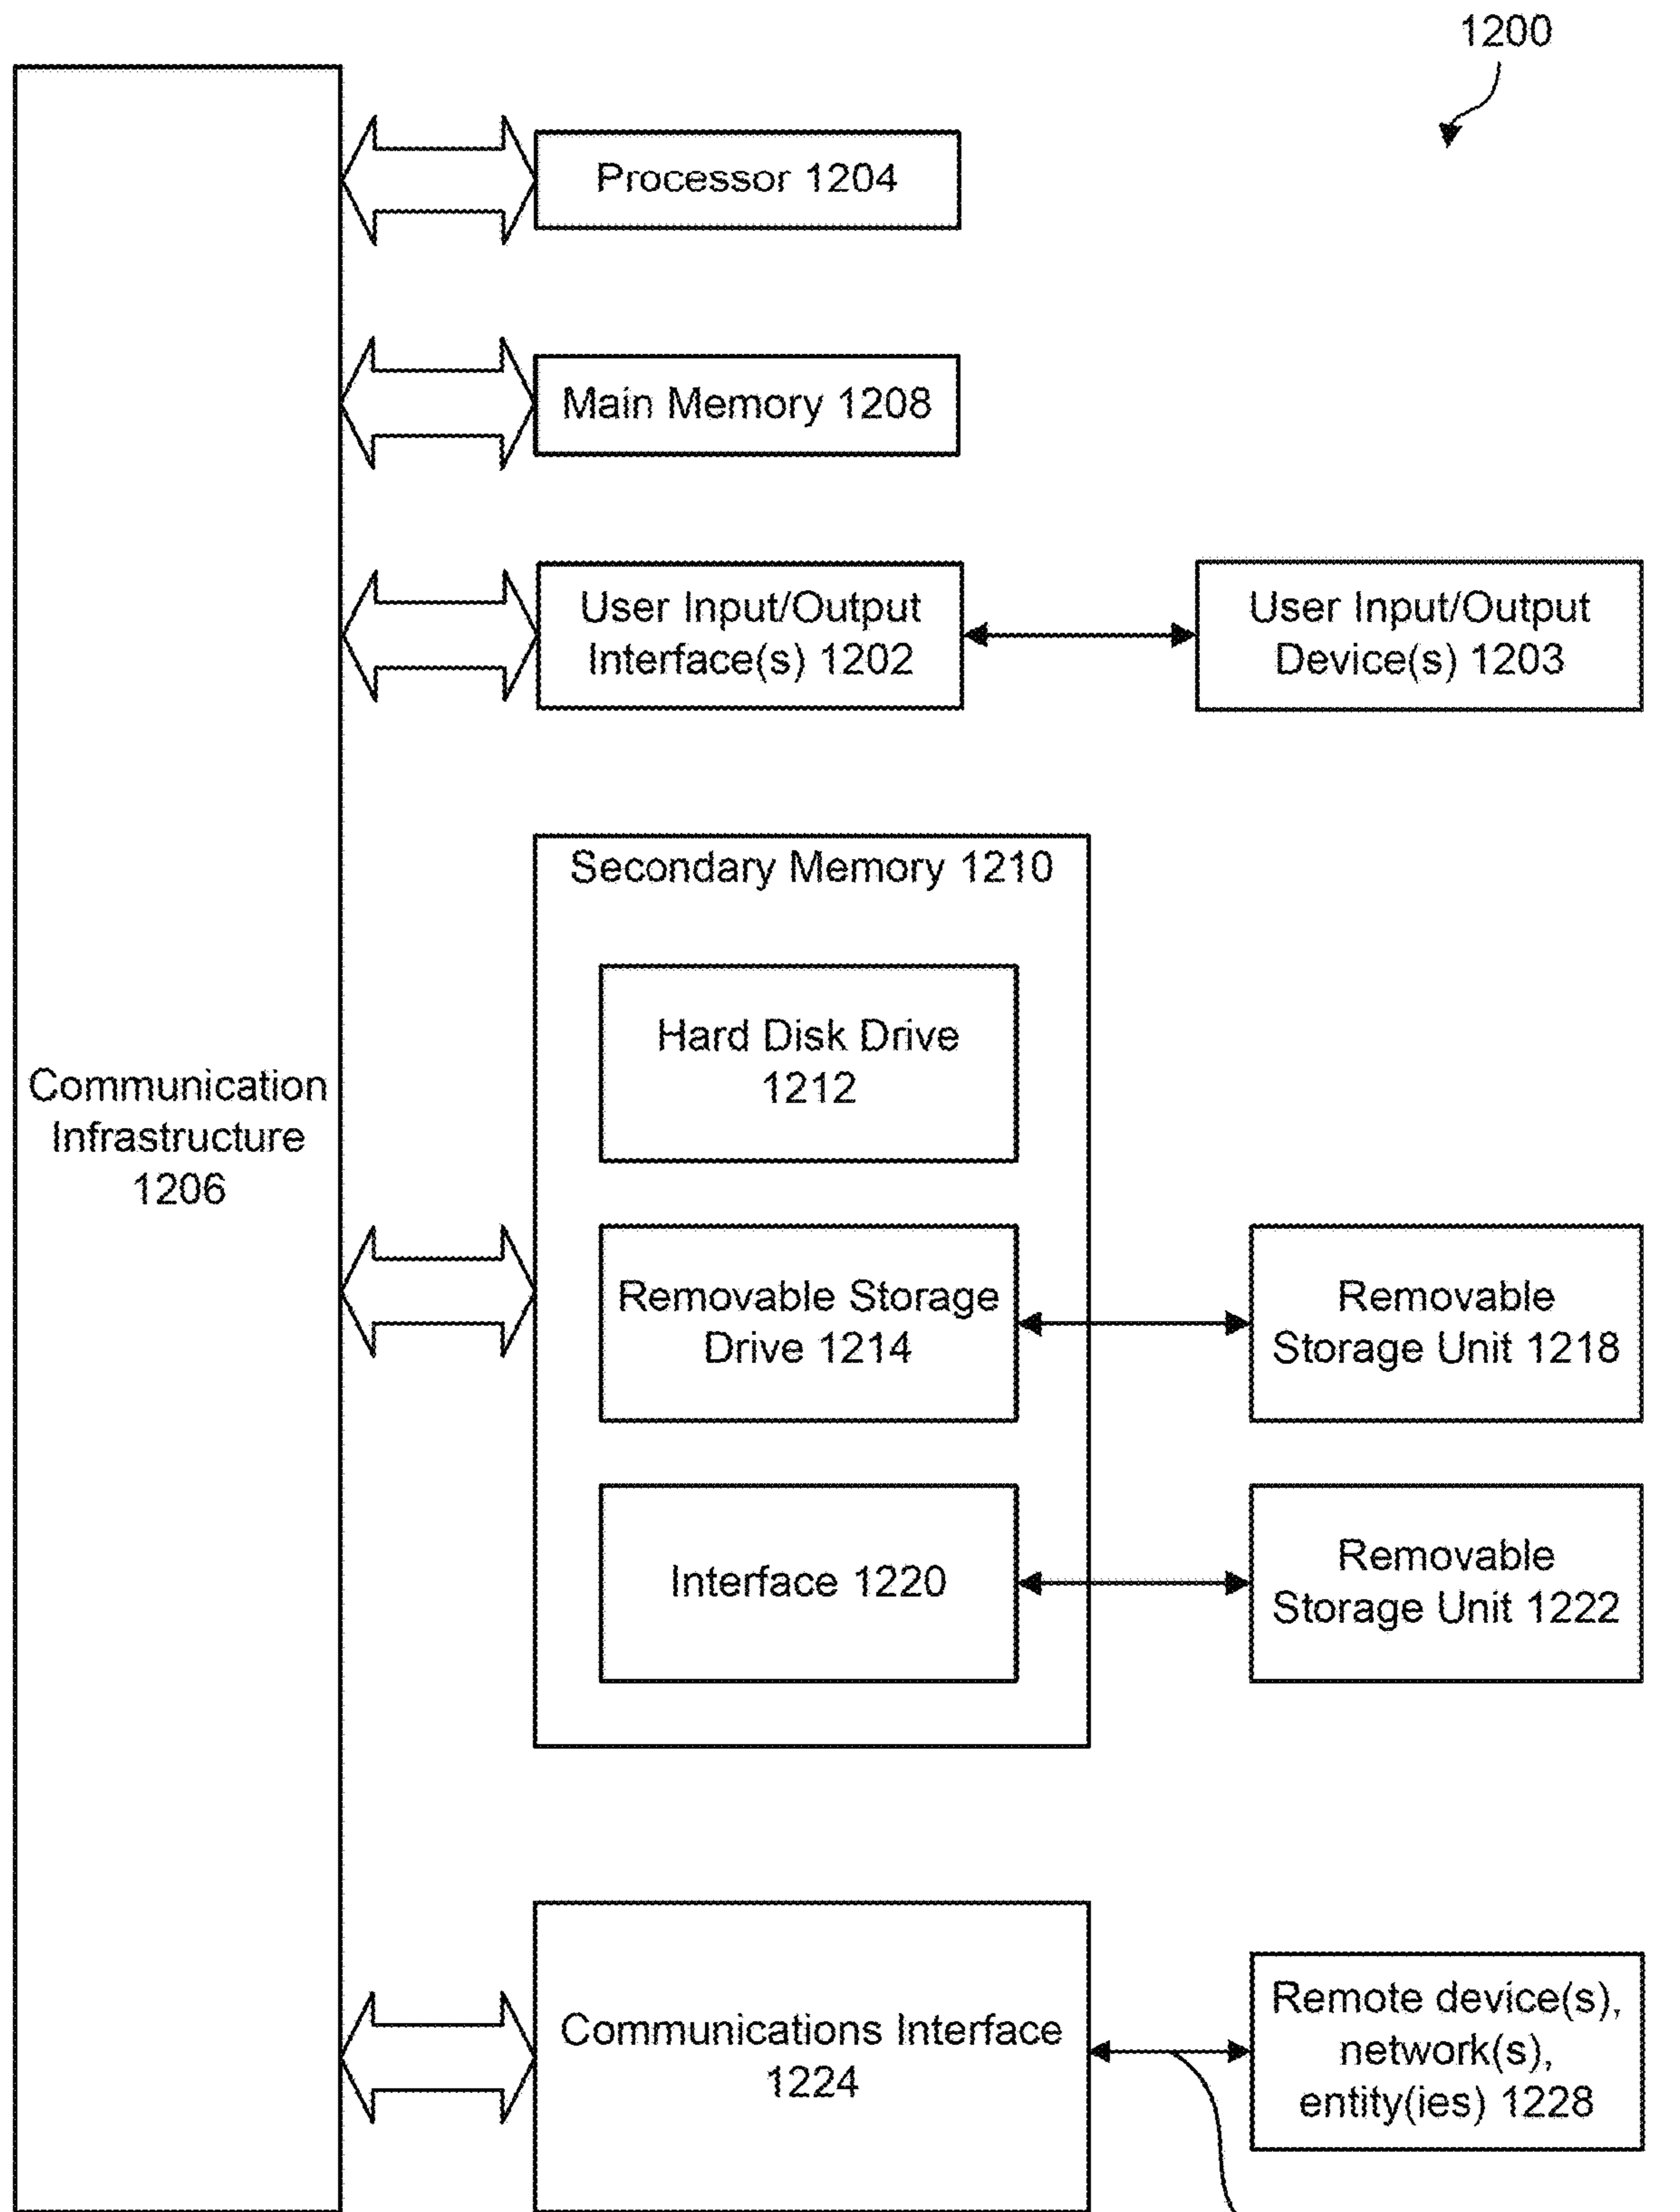 1200
Processor 1204
Main Memory 1208
User Input/Output
Interface(s) 1202
User Input/Output
Device(s) 1203
Secondary Memory 1210
Hard Disk Drive
1212
Communication
Infrastructure
1206
Removable Storage
Drive 1214
Removable
Storage Unit 1218
Interface 1220
Removable
Storage Unit 1222
Communications Interface
1224
Remote device(s),
network(s),
entity(ies) 1228